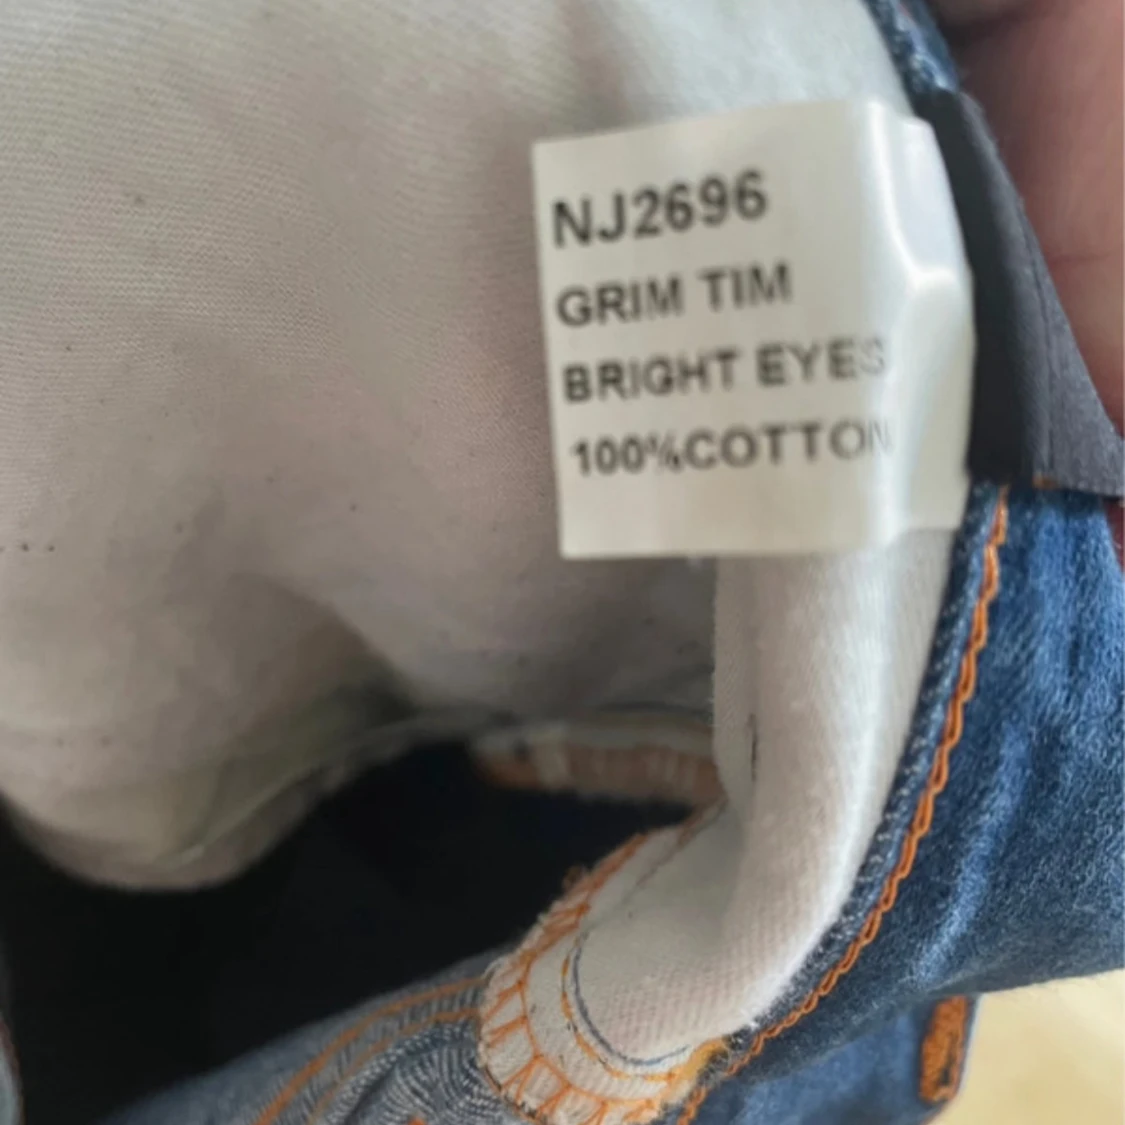 NJ2696
GRIM TIM
BRIGHT EYES
100%COTTON